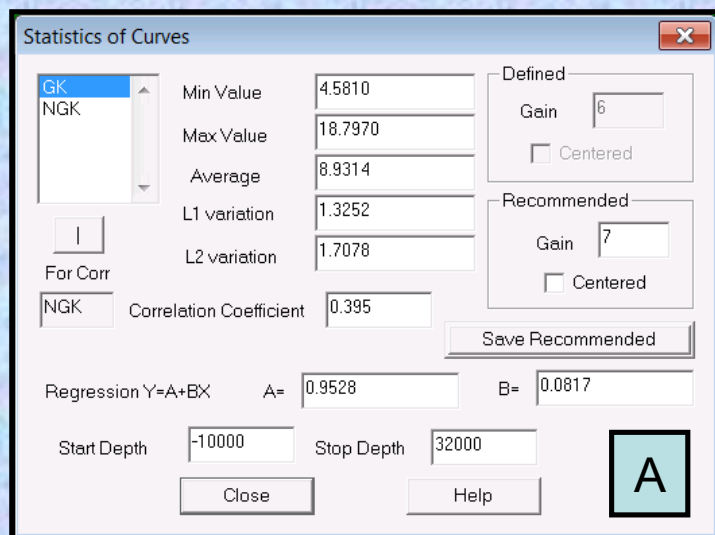 Statistics of Curves
GK
NGK
Min Value 4.5810
Max Value 18.7970
Average 8.9314
L1 variation 1.3252
L2 variation 1.7078
Defined
Gain 6
Centered
Recommended
Gain 7
Centered
|
For Corr
NGK Correlation Coefficient 0.395
Save Recommended
Regression Y=A+BX A= 0.9528 B= 0.0817
Start Depth -10000 Stop Depth 32000
Close Help
A